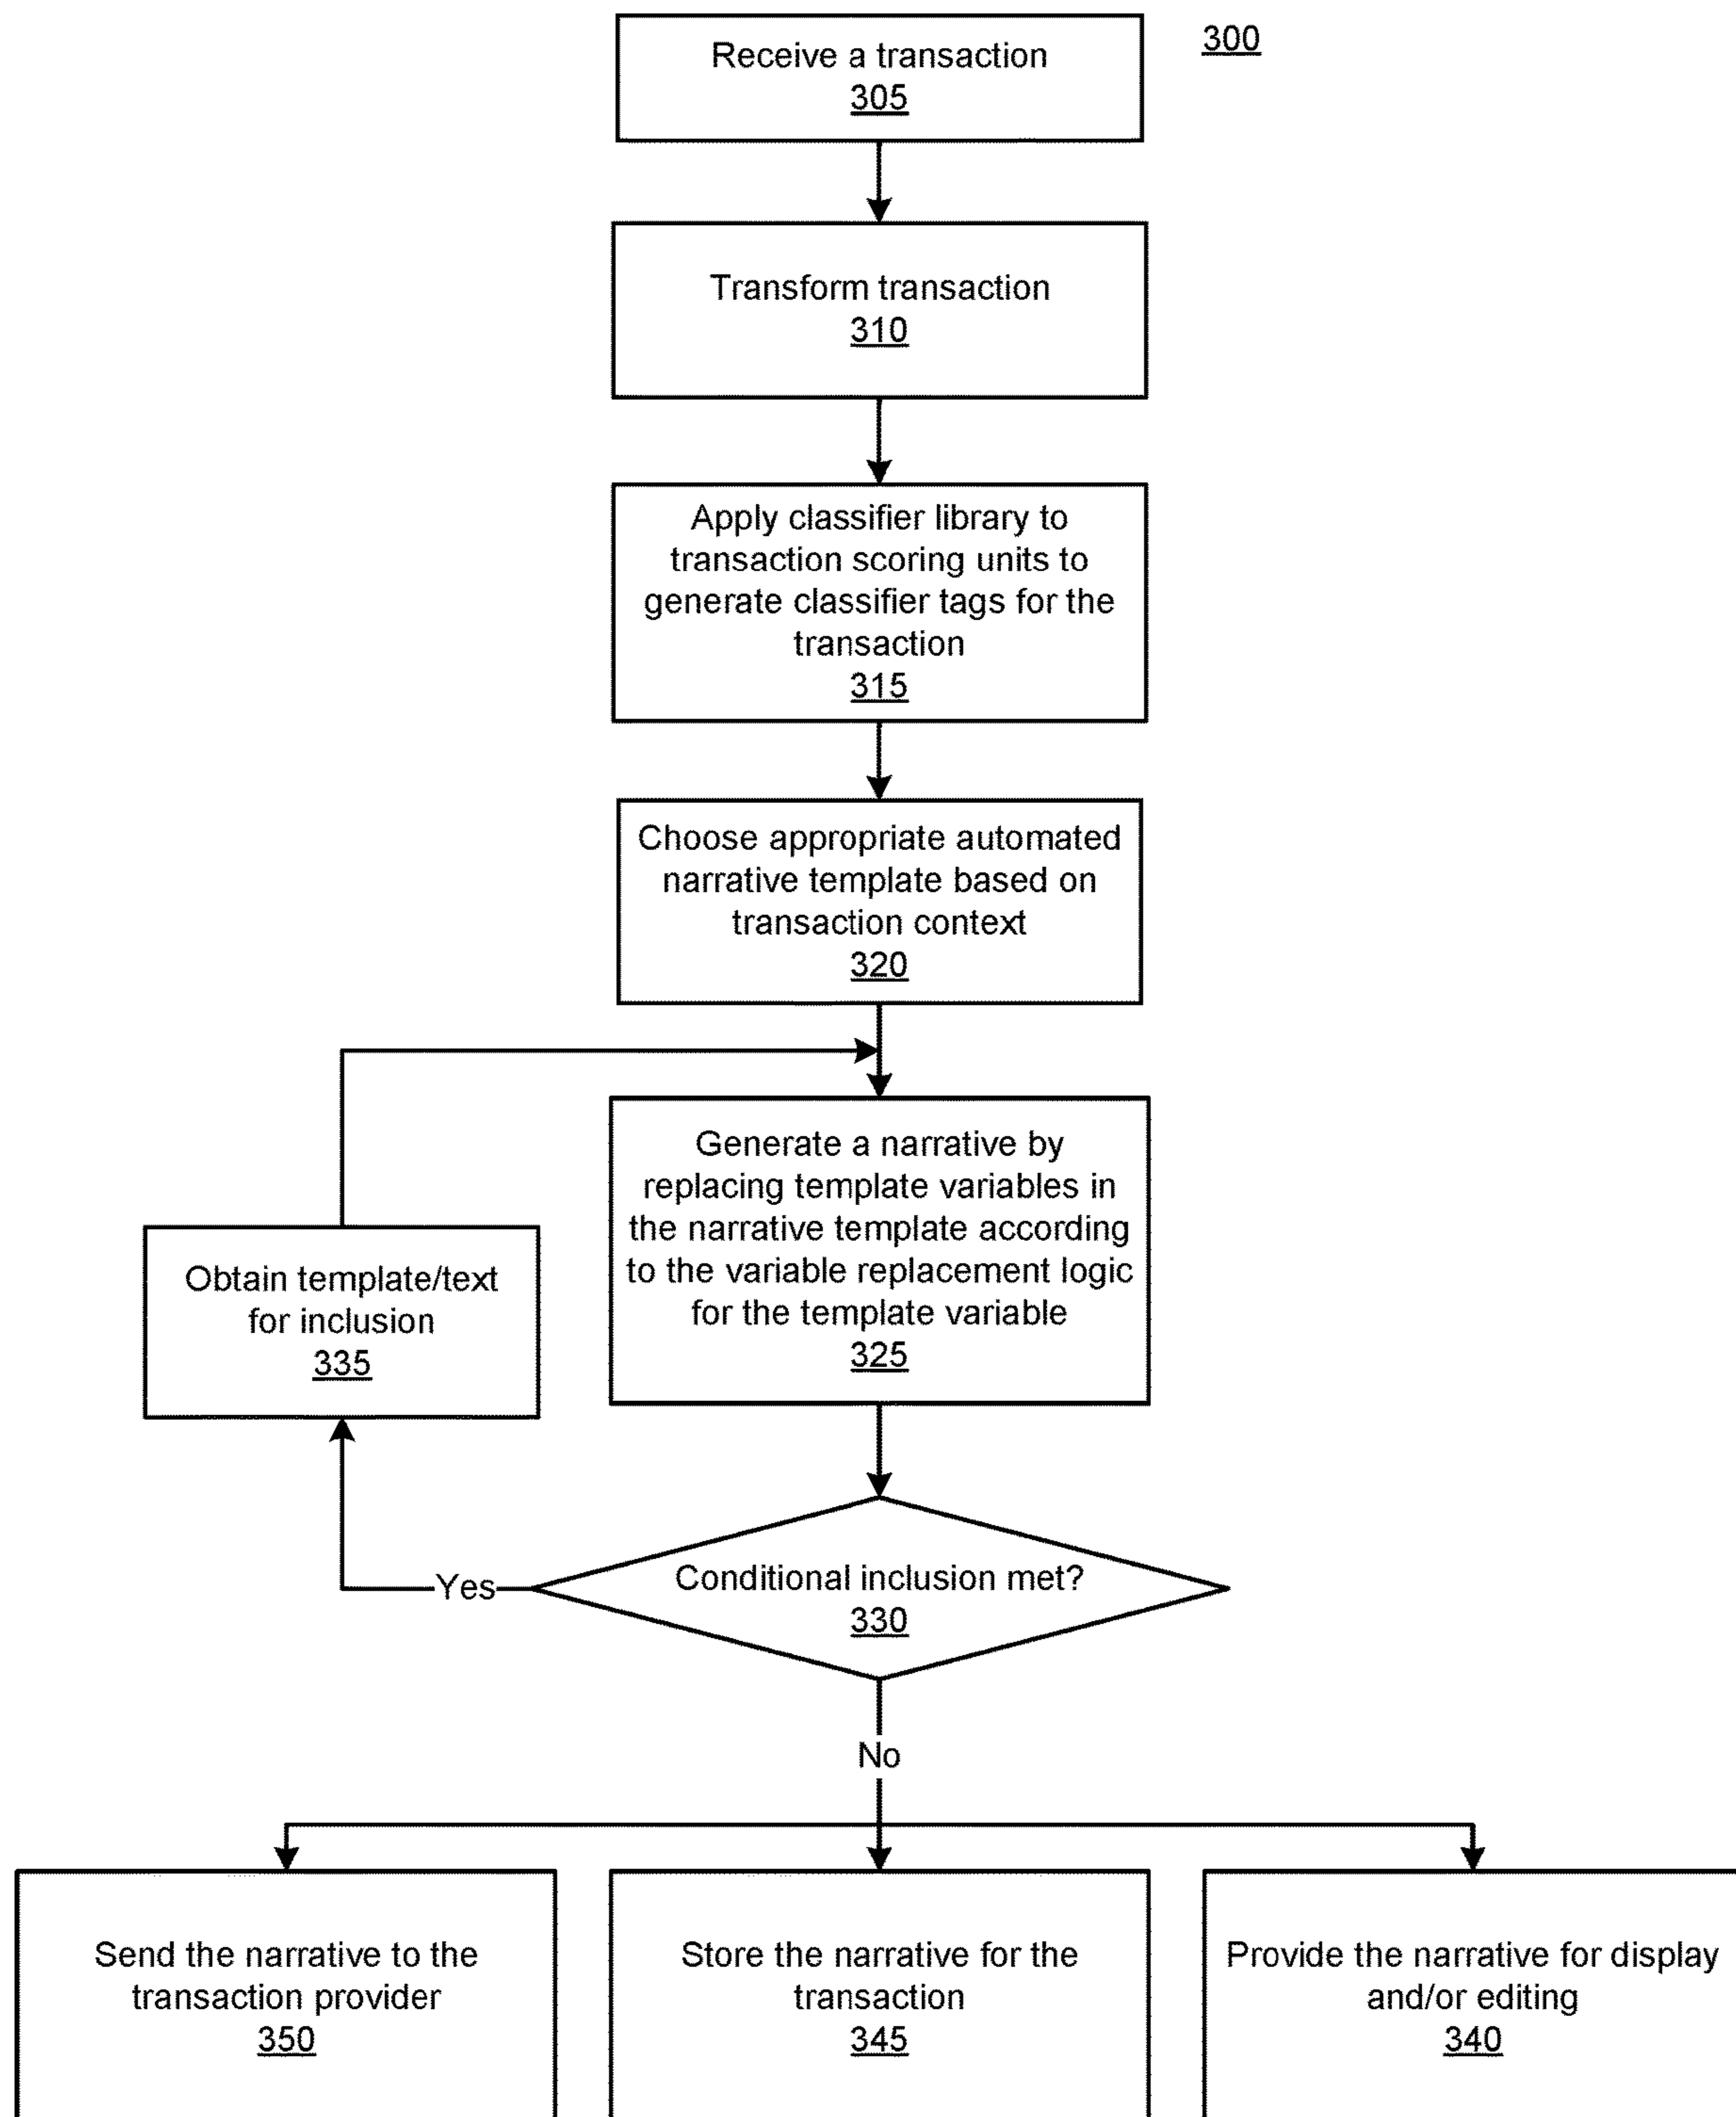 Receive a transaction
305
300
Transform transaction
310
Apply classifier library to
transaction scoring units to
generate classifier tags for the
transaction
315
Choose appropriate automated
narrative template based on
transaction context
320
Generate a narrative by
replacing template variables in
the narrative template according
to the variable replacement logic
for the template variable
325
Obtain template/text
for inclusion
335
Conditional inclusion met?
330
Yes
No
Send the narrative to the
transaction provider
350
Store the narrative for the
transaction
345
Provide the narrative for display
and/or editing
340